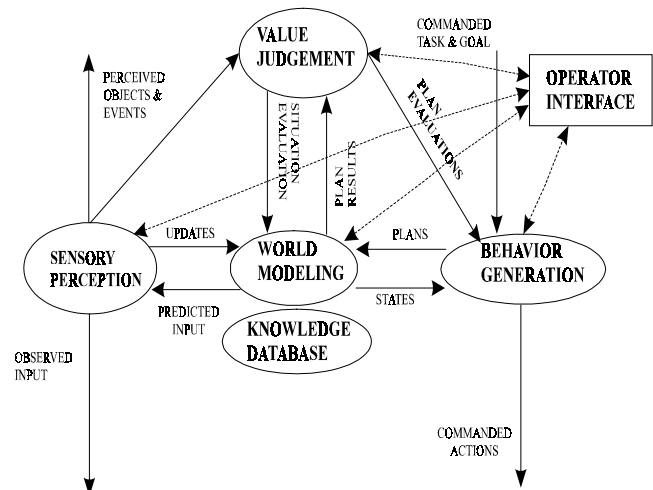 VALUE
JUDGEMENT
COMMANDED
TASK & GOAL
OPERATOR
INTERFACE
PERCEIVED
OBJECTS &
EVENTS
SITUATION
EVALUATION
PLAN
RESULTS
PLAN
EVALUATIONS
UPDATES
PLANS
SENSORY
PERCEPTION
WORLD
MODELING
BEHAVIOR
GENERATION
PREDICTED
INPUT
STATES
KNOWLEDGE
DATABASE
OBSERVED
INPUT
COMMANDED
ACTIONS